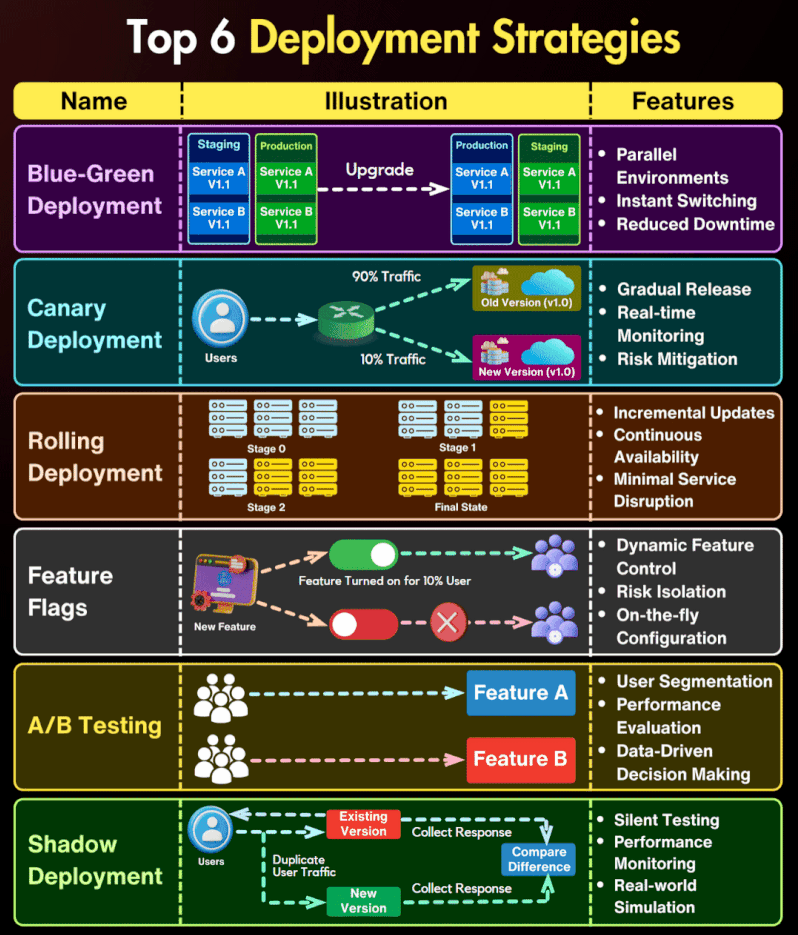 Top 6 Deployment Strategies
Name
Illustration
Features
Blue-Green
Deployment
Staging
Service A
V1.1
Service B
V1.1
Production
Service A
V1.1
Service B
V1.1
Upgrade
Production
Service A
V1.1
Service B
V1.1
Staging
Service A
V1.1
Service B
V1.1
• Parallel
Environments
• Instant Switching
• Reduced Downtime
Canary
Deployment
Users
90% Traffic
10% Traffic
Old Version (v1.0)
New Version (v1.0)
• Gradual Release
• Real-time
Monitoring
• Risk Mitigation
Rolling
Deployment
Stage 0
Stage 1
Stage 2
Final State
• Incremental Updates
• Continuous
Availability
• Minimal Service
Disruption
Feature
Flags
New Feature
Feature Turned on for 10% User
• Dynamic Feature
Control
• Risk Isolation
• On-the-fly
Configuration
A/B Testing
Feature A
Feature B
• User Segmentation
• Performance
Evaluation
• Data-Driven
Decision Making
Shadow
Deployment
Users
Duplicate
User Traffic
Existing
Version
Collect Response
New
Version
Collect Response
Compare
Difference
• Silent Testing
• Performance
Monitoring
• Real-world
Simulation